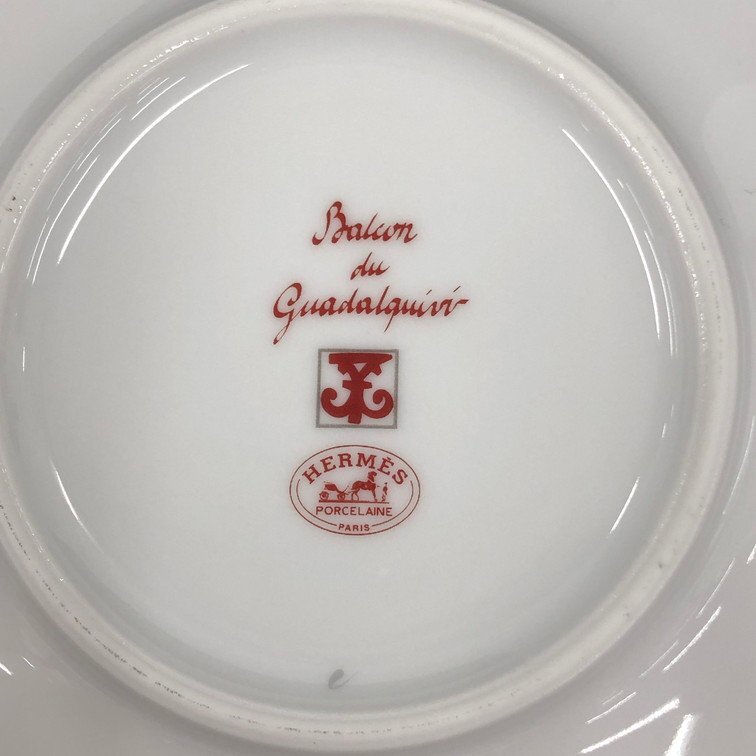 Balcon
du
Guadalquivir
HERMÈS
PORCELAINE
PARIS
e